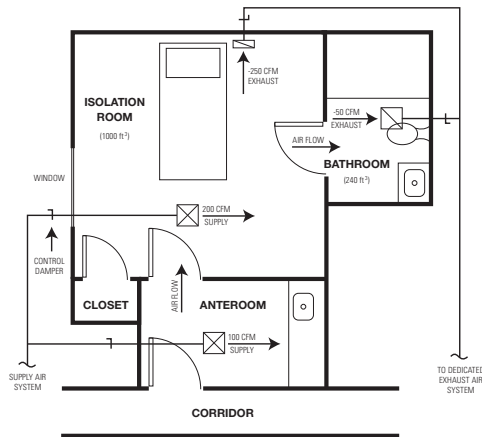 -250 CFM
EXHAUST
ISOLATION
ROOM
(1000 ft³)
-50 CFM
EXHAUST
AIR FLOW
BATHROOM
(240 ft³)
WINDOW
200 CFM
SUPPLY
CONTROL
DAMPER
AIR FLOW
CLOSET
ANTEROOM
100 CFM
SUPPLY
SUPPLY AIR
SYSTEM
TO DEDICATED
EXHAUST AIR
SYSTEM
CORRIDOR